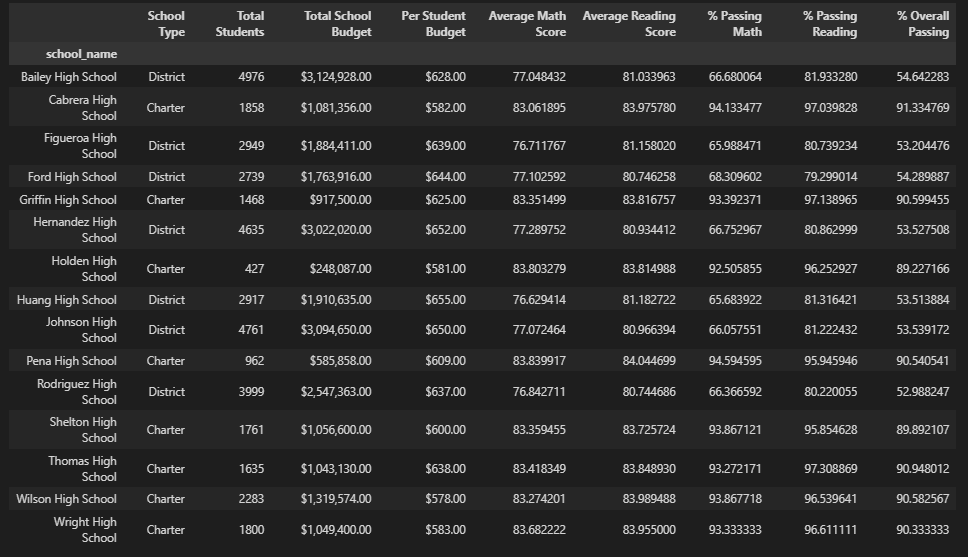 School Type Total Students Total School Budget Per Student Budget Average Math Score Average Reading Score % Passing Math % Passing Reading % Overall Passing
school_name
Bailey High School District 4976 $3,124,928.00 $628.00 77.048432 81.033963 66.680064 81.933280 54.642283
Cabrera High School Charter 1858 $1,081,356.00 $582.00 83.061895 83.975780 94.133477 97.039828 91.334769
Figueroa High School District 2949 $1,884,411.00 $639.00 76.711767 81.158020 65.988471 80.739234 53.204476
Ford High School District 2739 $1,763,916.00 $644.00 77.102592 80.746258 68.309602 79.299014 54.289887
Griffin High School Charter 1468 $917,500.00 $625.00 83.351499 83.816757 93.392371 97.138965 90.599455
Hernandez High School District 4635 $3,022,020.00 $652.00 77.289752 80.934412 66.752967 80.862999 53.527508
Holden High School Charter 427 $248,087.00 $581.00 83.803279 83.814988 92.505855 96.252927 89.227166
Huang High School District 2917 $1,910,635.00 $655.00 76.629414 81.182722 65.683922 81.316421 53.513884
Johnson High School District 4761 $3,094,650.00 $650.00 77.072464 80.966394 66.057551 81.222432 53.539172
Pena High School Charter 962 $585,858.00 $609.00 83.839917 84.044699 94.594595 95.945946 90.540541
Rodriguez High School District 3999 $2,547,363.00 $637.00 76.842711 80.744686 66.366592 80.220055 52.988247
Shelton High School Charter 1761 $1,056,600.00 $600.00 83.359455 83.725724 93.867121 95.854628 89.892107
Thomas High School Charter 1635 $1,043,130.00 $638.00 83.418349 83.848930 93.272171 97.308869 90.948012
Wilson High School Charter 2283 $1,319,574.00 $578.00 83.274201 83.989488 93.867718 96.539641 90.582567
Wright High School Charter 1800 $1,049,400.00 $583.00 83.682222 83.955000 93.333333 96.611111 90.333333